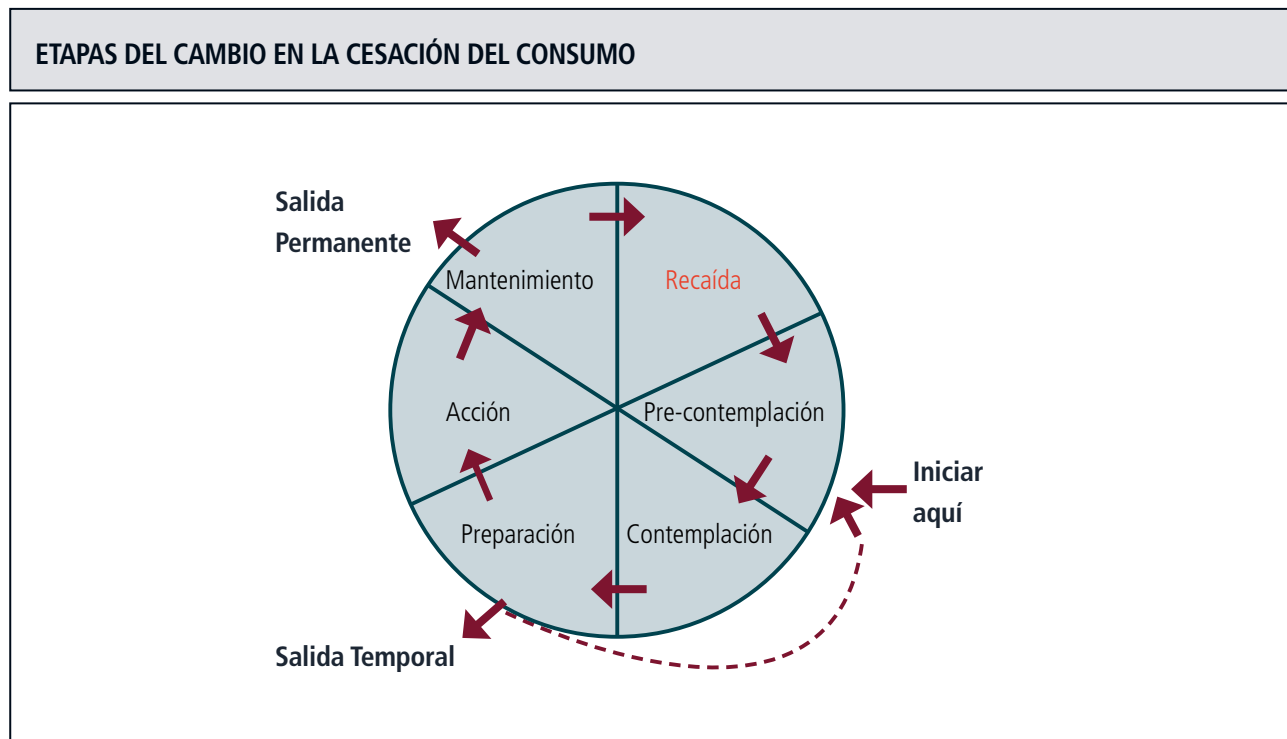 ETAPAS DEL CAMBIO EN LA CESACIÓN DEL CONSUMO
Salida
Permanente
Mantenimiento
Recaída
Acción
Pre-contemplación
Iniciar
aquí
Preparación
Contemplación
Salida Temporal